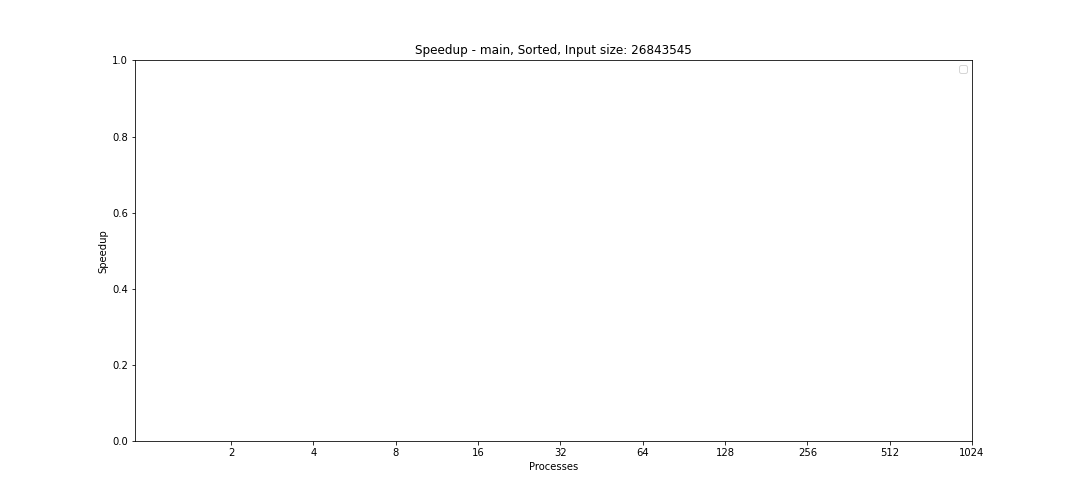 Speedup - main, Sorted, Input size: 26843545
1.0
0.8
0.6
0.4
0.2
0.0
Speedup
2 4 8 16 32 64 128 256 512 1024
Processes